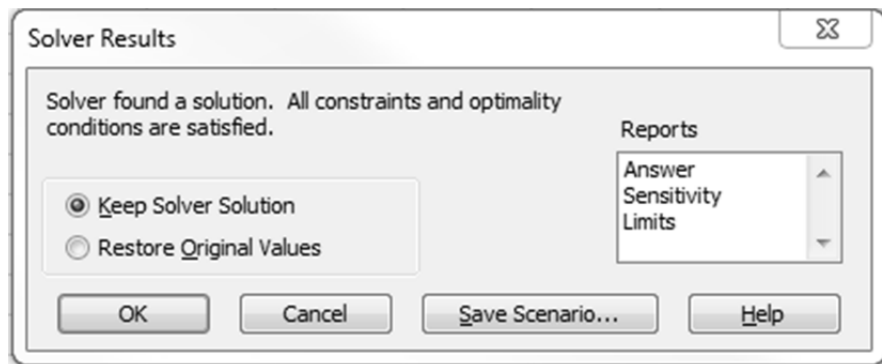 Solver Results
Solver found a solution.  All constraints and optimality
conditions are satisfied.
Reports
Answer
Sensitivity
Limits
Keep Solver Solution
Restore Original Values
OK
Cancel
Save Scenario...
Help